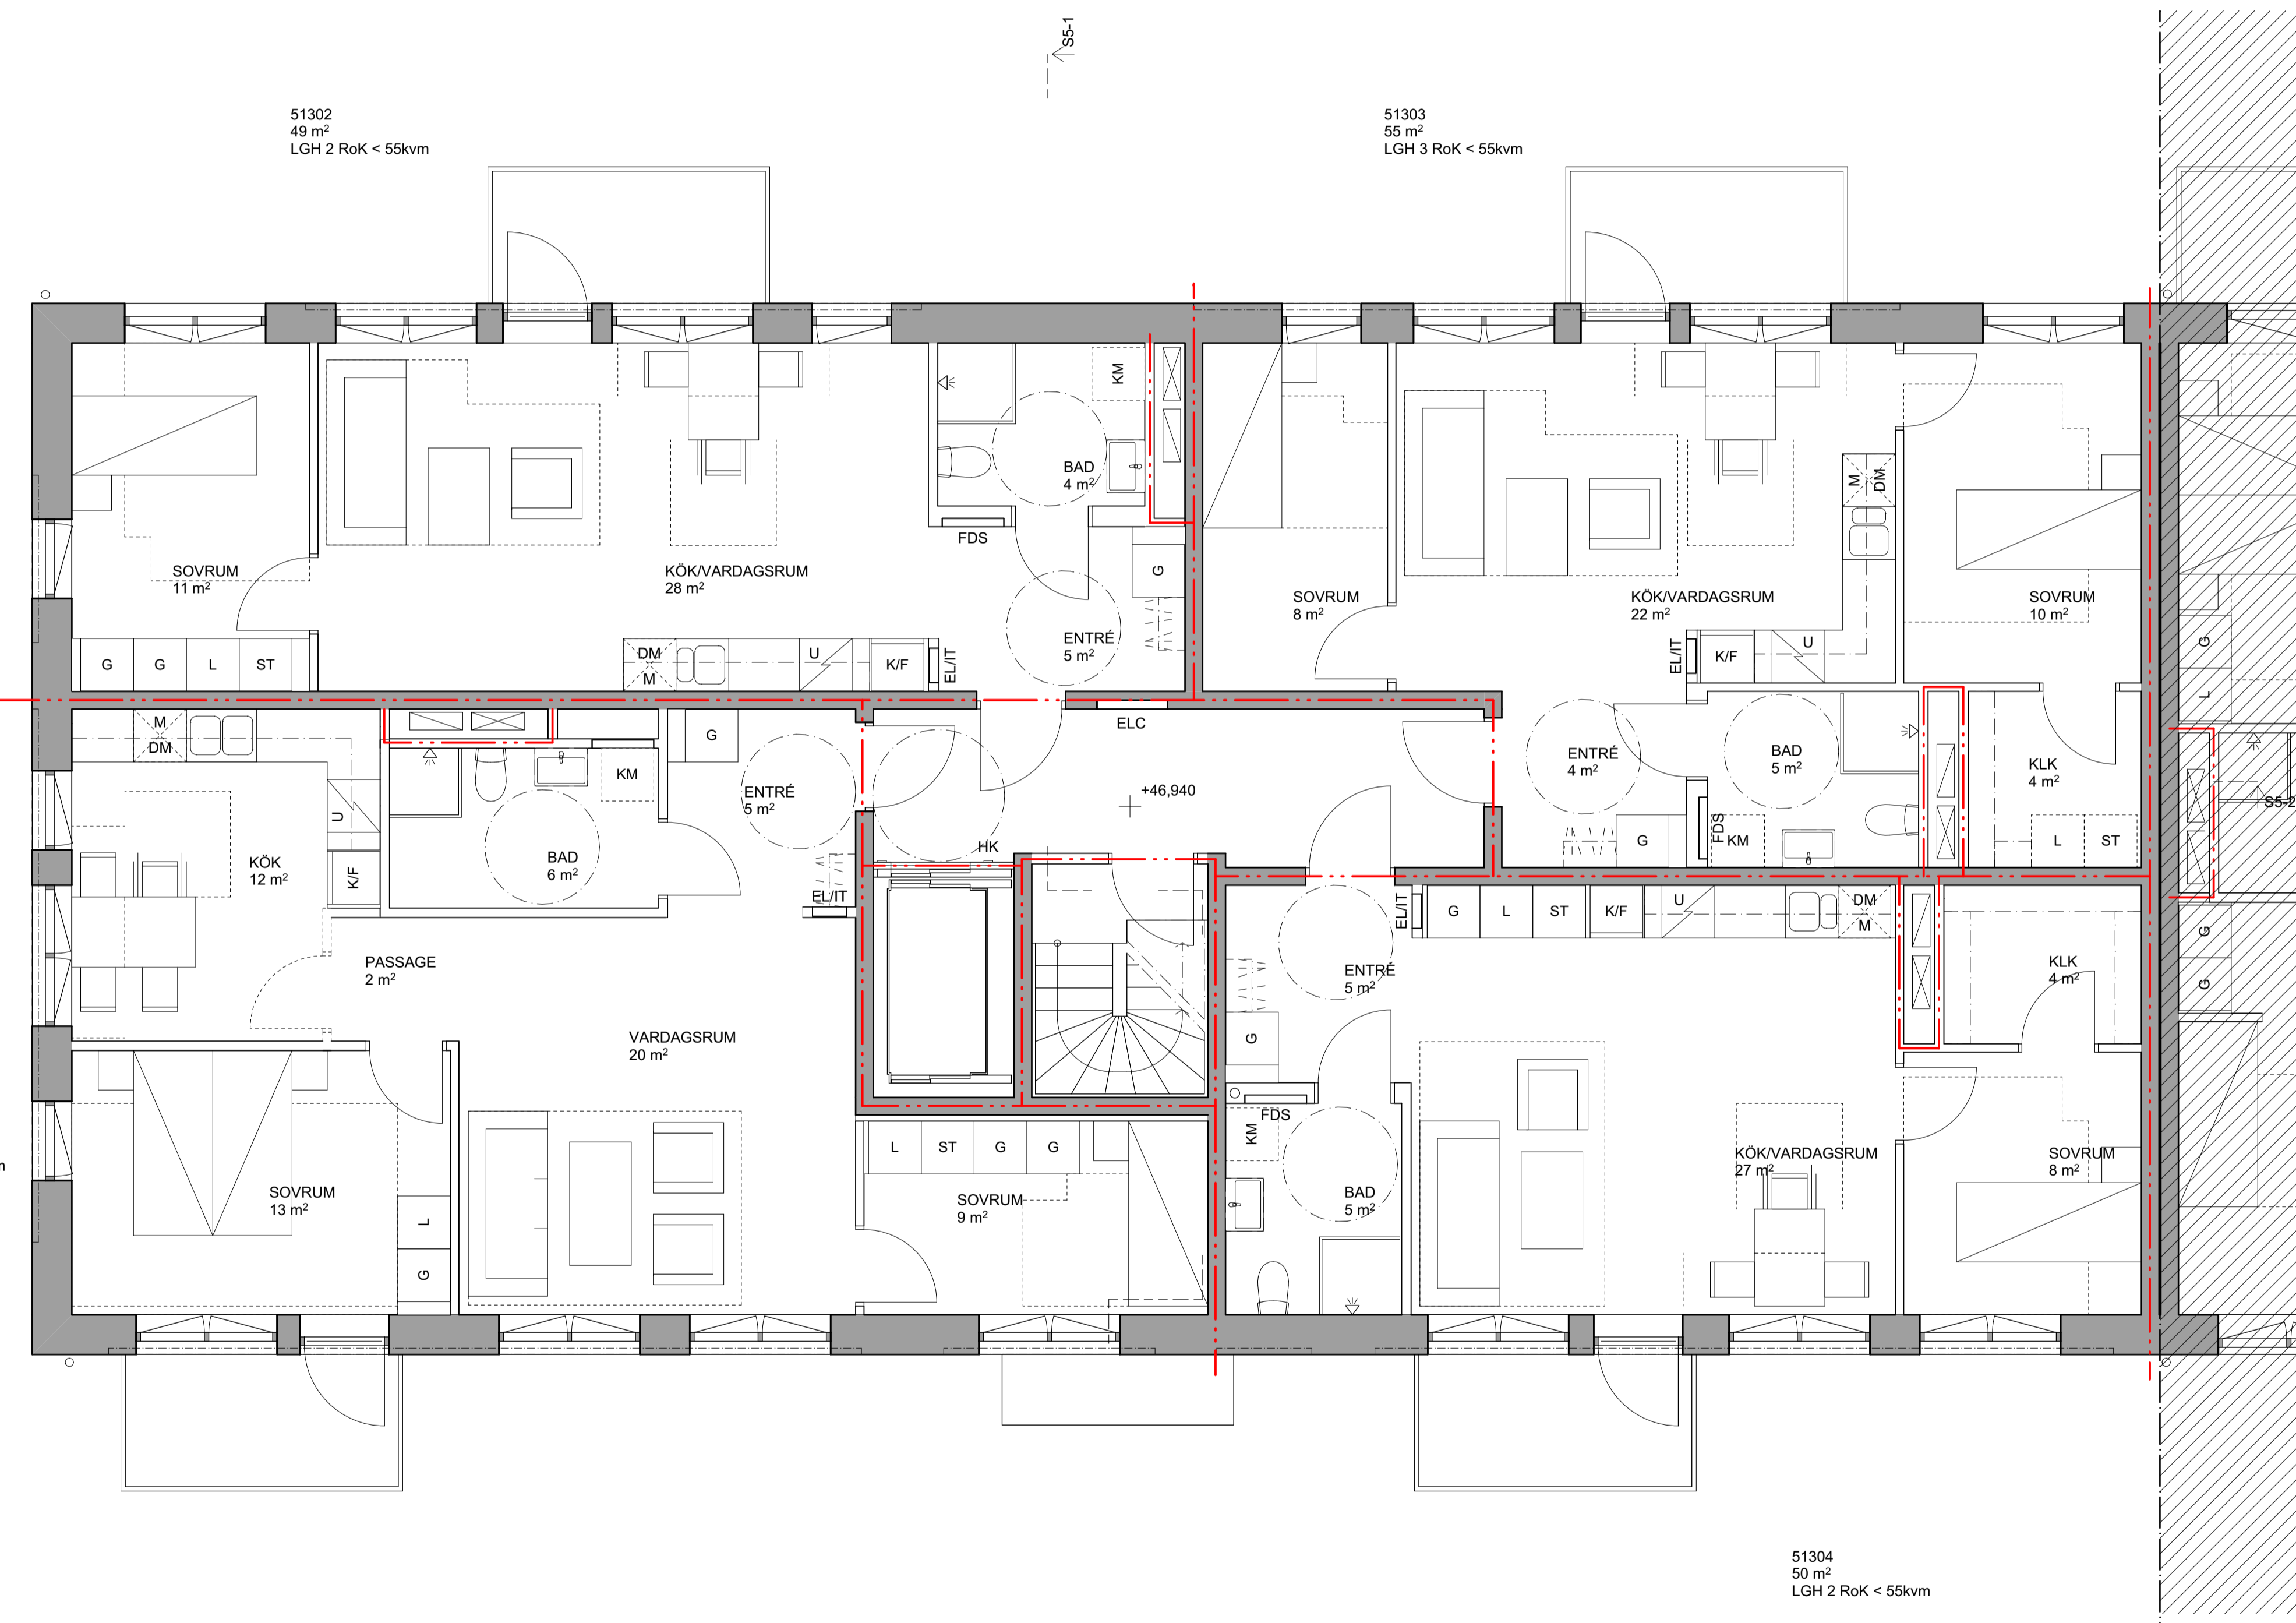 S5-1
51302
49 m²
LGH 2 RoK < 55kvm
51303
55 m²
LGH 3 RoK < 55kvm
SOVRUM
11 m²
G
G
L
ST
KÖK/VARDAGSRUM
28 m²
DM
M
U
K/F
EL/IT
KM
BAD
4 m²
FDS
G
ENTRÉ
5 m²
SOVRUM
8 m²
KÖK/VARDAGSRUM
22 m²
M
DM
EL/IT
K/F
U
SOVRUM
10 m²
ENTRÉ
4 m²
G
FDS
KM
BAD
5 m²
KLK
4 m²
L
ST
G
L
S5-2
G
G
M
DM
U
K/F
KÖK
12 m²
KM
BAD
6 m²
G
ENTRÉ
5 m²
EL/IT
ELC
+46,940
HK
PASSAGE
2 m²
VARDAGSRUM
20 m²
SOVRUM
13 m²
L
G
L
ST
G
G
SOVRUM
9 m²
m
ENTRÉ
5 m²
G
EL/IT
G
L
ST
K/F
U
DM
M
FDS
KM
BAD
5 m²
KÖK/VARDAGSRUM
27 m²
KLK
4 m²
SOVRUM
8 m²
51304
50 m²
LGH 2 RoK < 55kvm